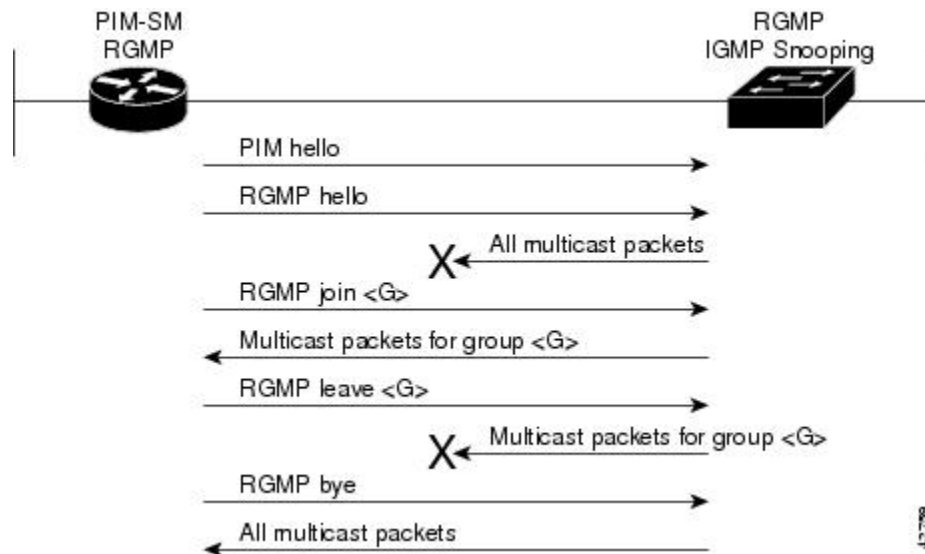 PIM-SM
RGMP
RGMP
IGMP Snooping
PIM hello
RGMP hello
All multicast packets
RGMP join <G>
Multicast packets for group <G>
RGMP leave <G>
Multicast packets for group <G>
RGMP bye
All multicast packets